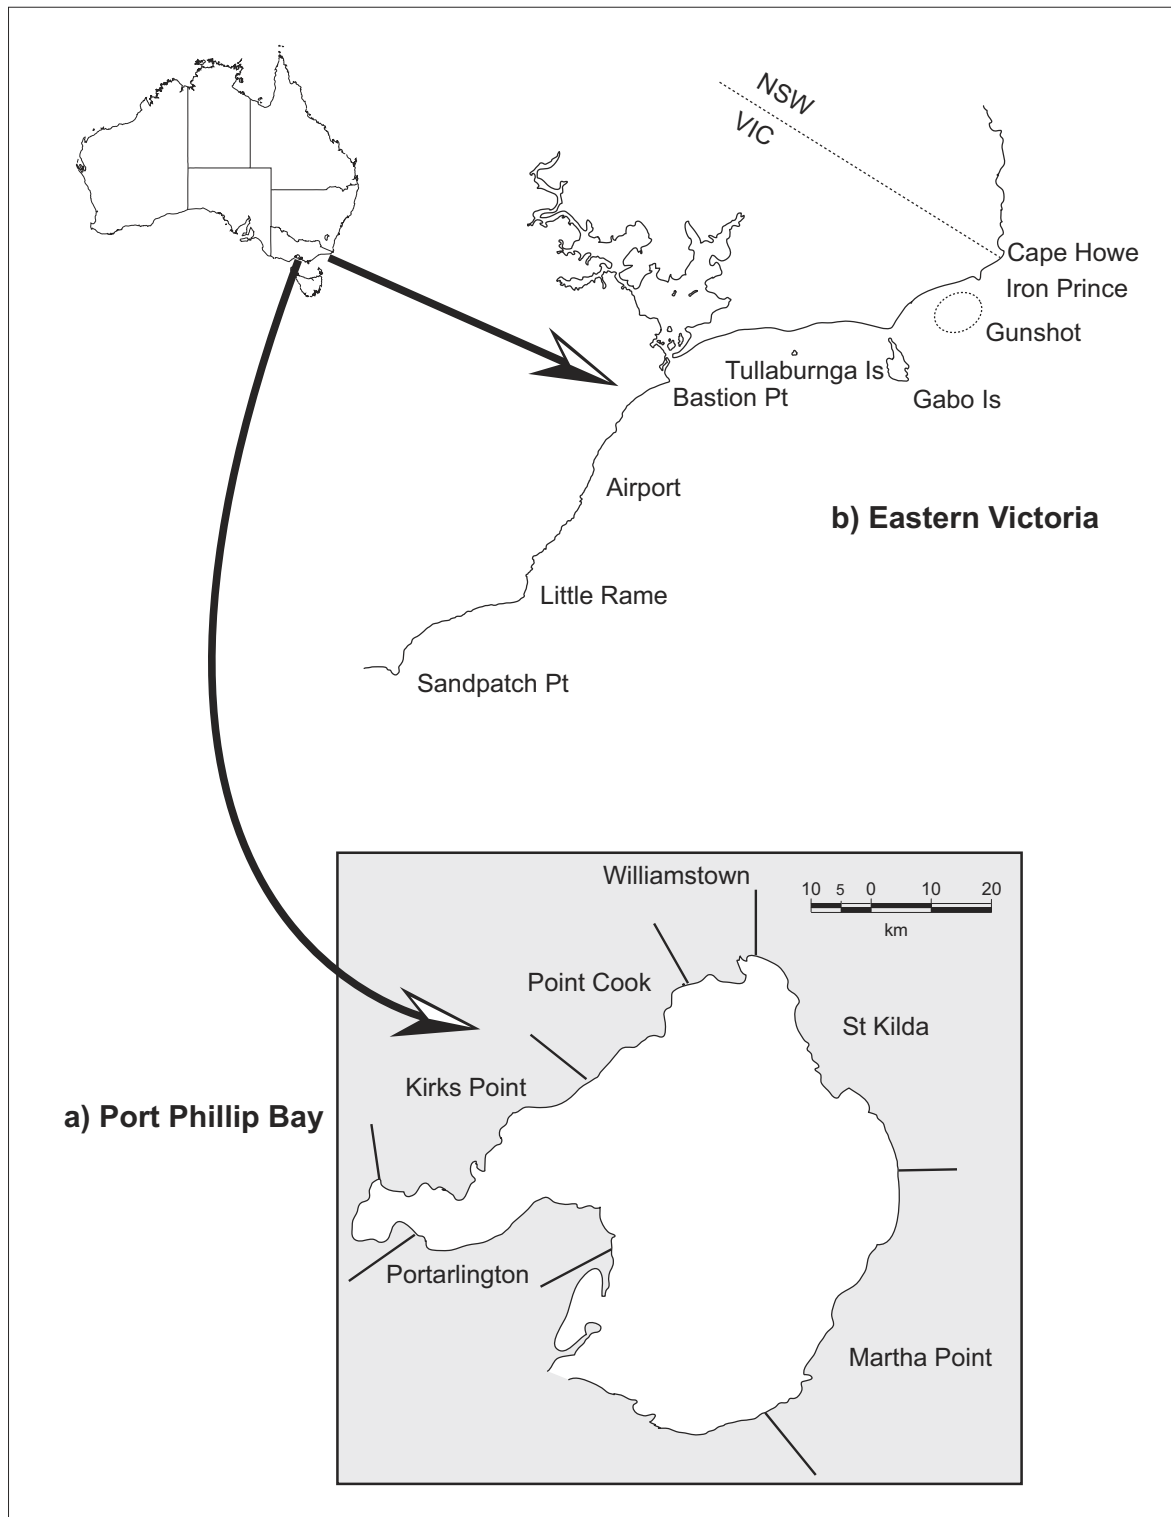 NSW
VIC
Cape Howe
Iron Prince
Gunshot
Tullaburnga Is
Bastion Pt
Gabo Is
Airport
b) Eastern Victoria
Little Rame
Sandpatch Pt
Williamstown
10 5 0 10 20
km
Point Cook
St Kilda
Kirks Point
a) Port Phillip Bay
Portarlington
Martha Point